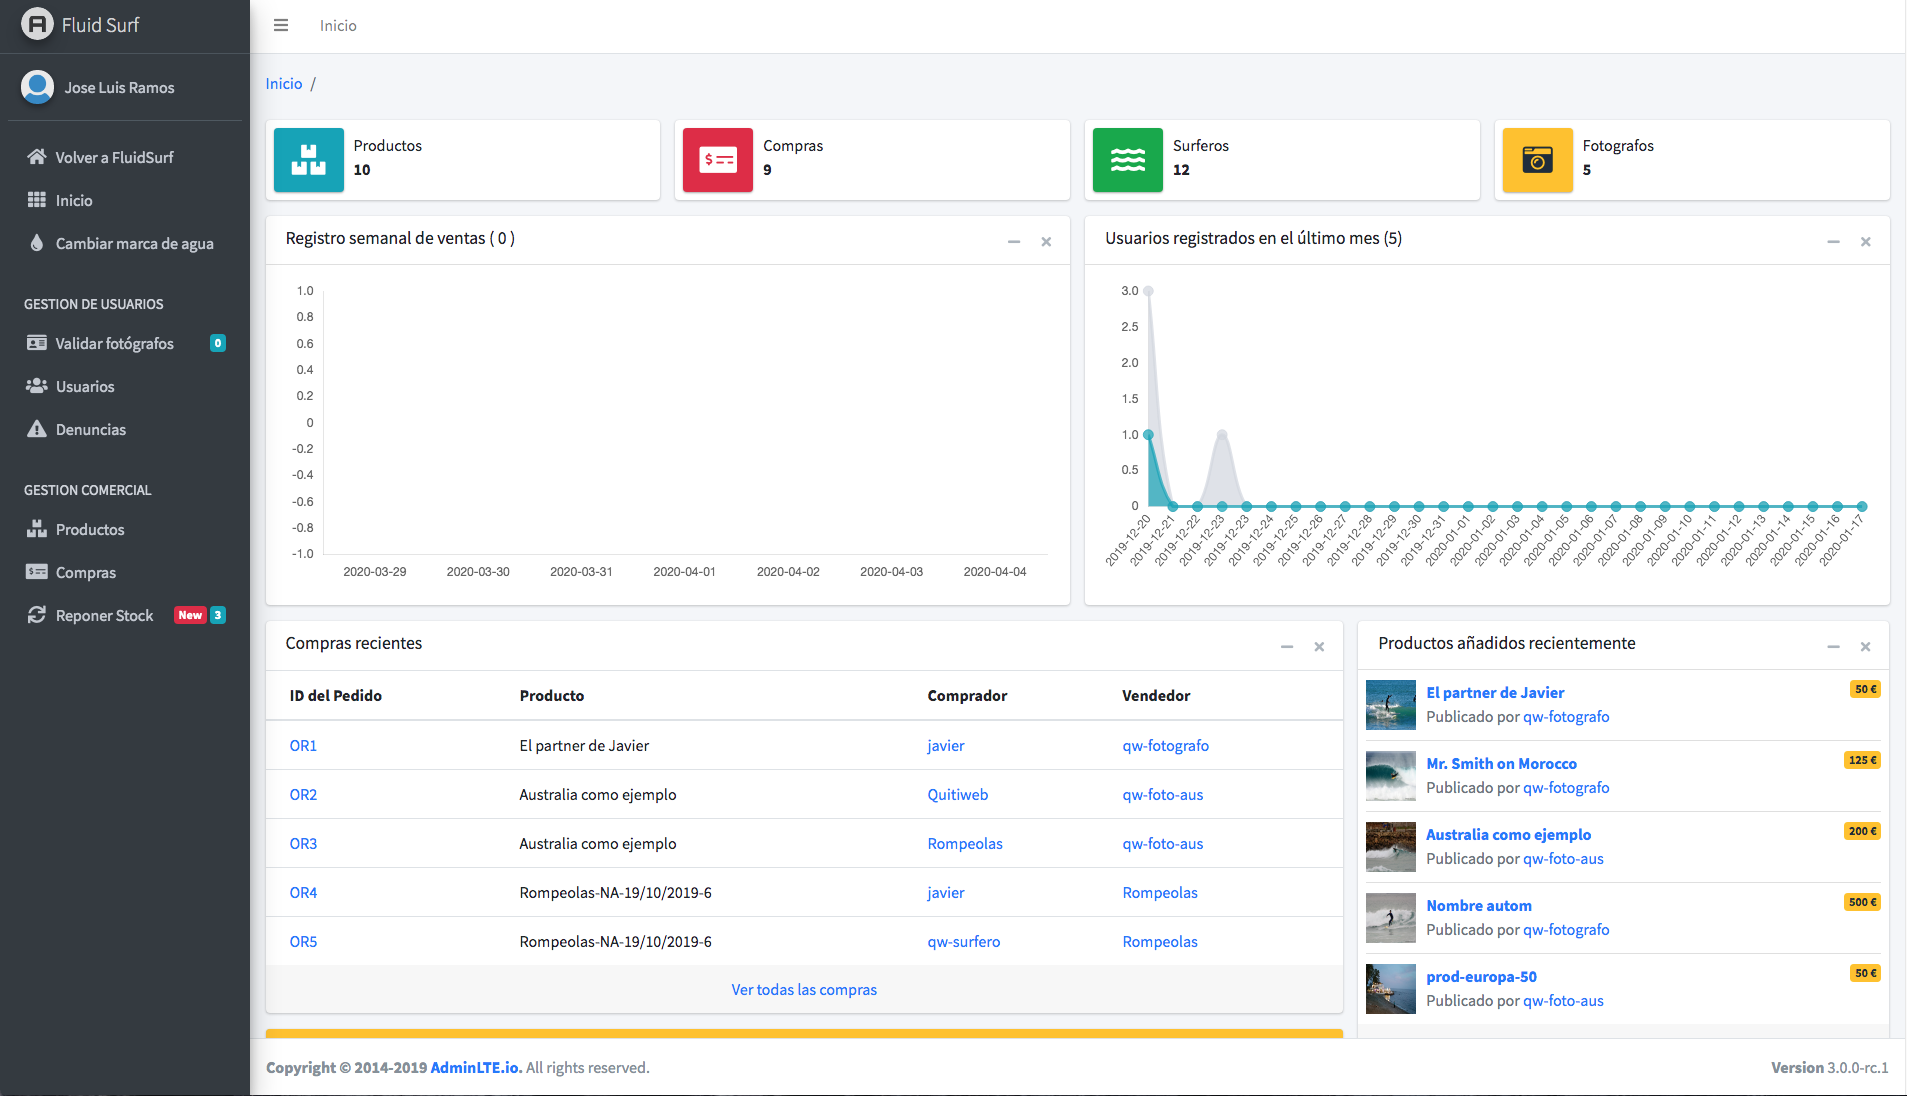 Fluid Surf
Inicio
Jose Luis Ramos
Volver a FluidSurf
Inicio
Cambiar marca de agua
GESTION DE USUARIOS
Validar fotógrafos 0
Usuarios
Denuncias
GESTION COMERCIAL
Productos
Compras
Reponer Stock New 3
Inicio /
Productos
10
Compras
9
Surferos
12
Fotografos
5
Registro semanal de ventas ( 0 )
1.0
0.8
0.6
0.4
0.2
0
-0.2
-0.4
-0.6
-0.8
-1.0
2020-03-29 2020-03-30 2020-03-31 2020-04-01 2020-04-02 2020-04-03 2020-04-04
Usuarios registrados en el último mes (5)
3.0
2.5
2.0
1.5
1.0
0.5
0
2019-12-20 2019-12-21 2019-12-22 2019-12-23 2019-12-23 2019-12-24 2019-12-25 2019-12-26 2019-12-27 2019-12-28 2019-12-29 2019-12-30 2019-12-31 2020-01-01 2020-01-02 2020-01-03 2020-01-04 2020-01-05 2020-01-06 2020-01-07 2020-01-08 2020-01-09 2020-01-10 2020-01-11 2020-01-12 2020-01-13 2020-01-14 2020-01-15 2020-01-16 2020-01-17
Compras recientes
ID del Pedido Producto Comprador Vendedor
OR1 El partner de Javier javier qw-fotografo
OR2 Australia como ejemplo Quitiweb qw-foto-aus
OR3 Australia como ejemplo Rompeolas qw-foto-aus
OR4 Rompeolas-NA-19/10/2019-6 javier Rompeolas
OR5 Rompeolas-NA-19/10/2019-6 qw-surfero Rompeolas
Ver todas las compras
Productos añadidos recientemente
El partner de Javier 50 €
Publicado por qw-fotografo
Mr. Smith on Morocco 125 €
Publicado por qw-fotografo
Australia como ejemplo 200 €
Publicado por qw-foto-aus
Nombre autom 500 €
Publicado por qw-fotografo
prod-europa-50 50 €
Publicado por qw-foto-aus
Copyright © 2014-2019 AdminLTE.io. All rights reserved.
Version 3.0.0-rc.1